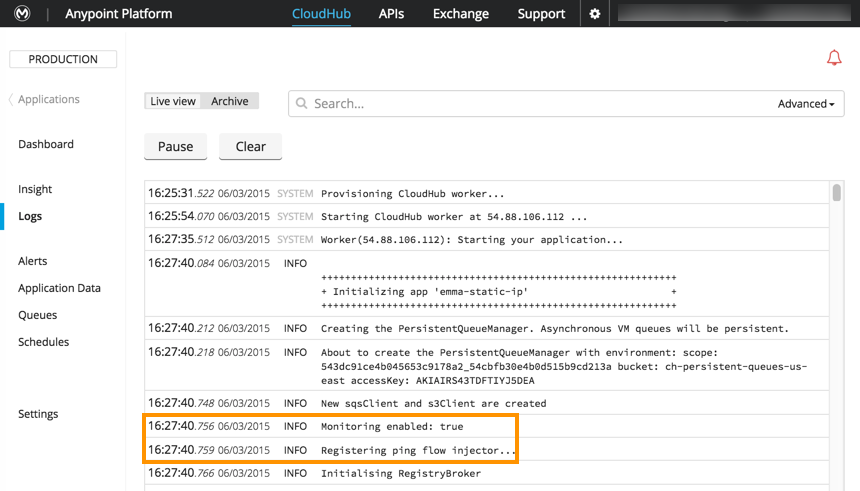 Anypoint Platform CloudHub APIs Exchange Support
PRODUCTION
Applications
Live view Archive Search... Advanced
Dashboard
Pause Clear
Insight
Logs
Alerts
Application Data
Queues
Schedules
Settings
16:25:31.522 06/03/2015 SYSTEM Provisioning CloudHub worker...
16:25:54.070 06/03/2015 SYSTEM Starting CloudHub worker at 54.88.106.112 ...
16:27:35.512 06/03/2015 SYSTEM Worker(54.88.106.112): Starting your application...
16:27:40.084 06/03/2015 INFO
++++++++++++++++++++++++++++++++++++++++++++++++++++++++++++
+ Initializing app 'emma-static-ip' +
++++++++++++++++++++++++++++++++++++++++++++++++++++++++++++
16:27:40.212 06/03/2015 INFO Creating the PersistentQueueManager. Asynchronous VM queues will be persistent.
16:27:40.218 06/03/2015 INFO About to create the PersistentQueueManager with environment: scope:
543dc91ce4b045653c9178a2_54cbfb30e4b0d515b9cd213a bucket: ch-persistent-queues-us-
east accessKey: AKIAIRS43TDFTIYJ5DEA
16:27:40.748 06/03/2015 INFO New sqsClient and s3Client are created
16:27:40.756 06/03/2015 INFO Monitoring enabled: true
16:27:40.759 06/03/2015 INFO Registering ping flow injector...
16:27:40.766 06/03/2015 INFO Initialising RegistryBroker